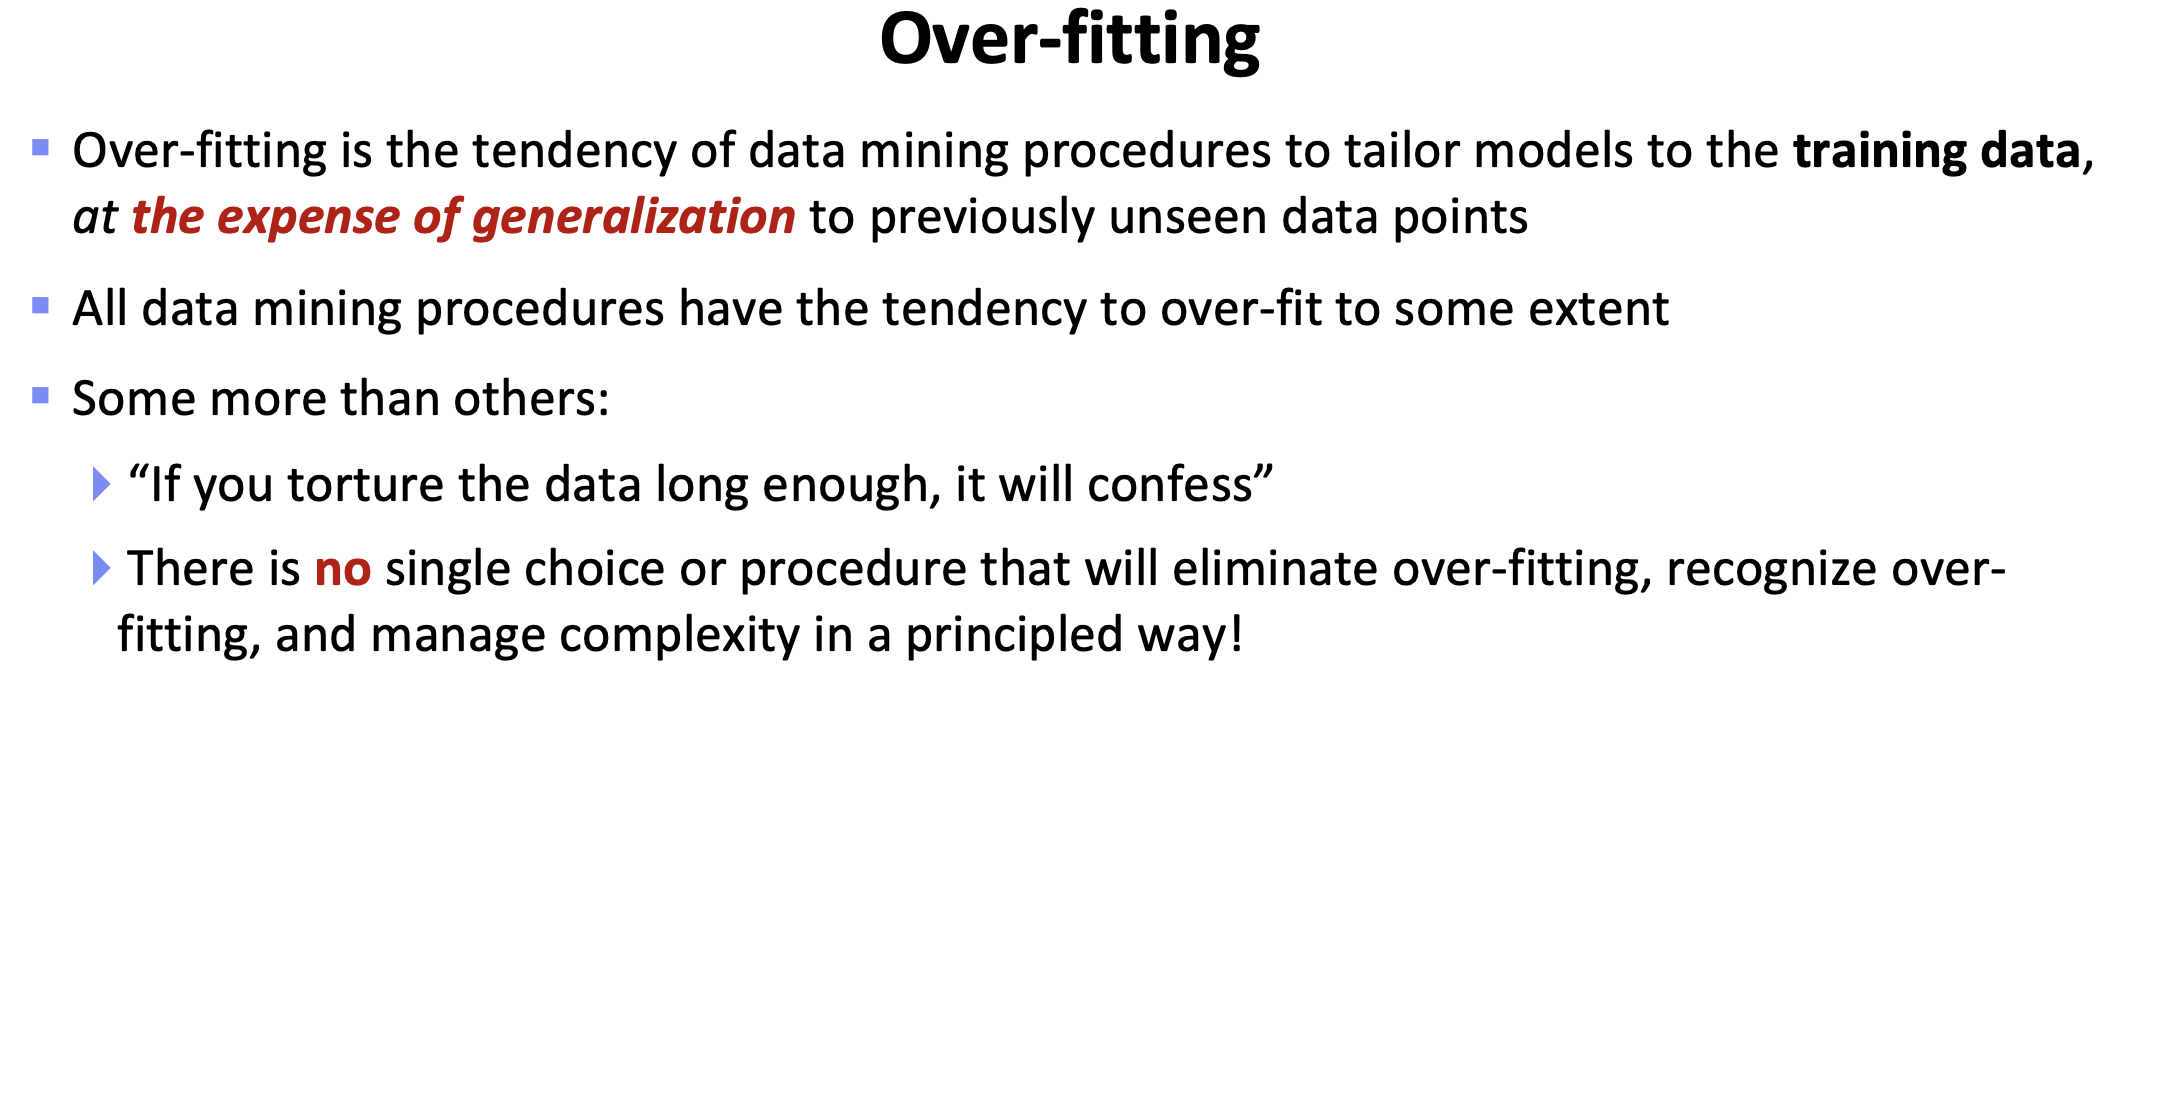 Over-fitting
Over-fitting is the tendency of data mining procedures to tailor models to the training data,
at the expense of generalization to previously unseen data points
All data mining procedures have the tendency to over-fit to some extent
Some more than others:
“If you torture the data long enough, it will confess”
There is no single choice or procedure that will eliminate over-fitting, recognize over-
fitting, and manage complexity in a principled way!